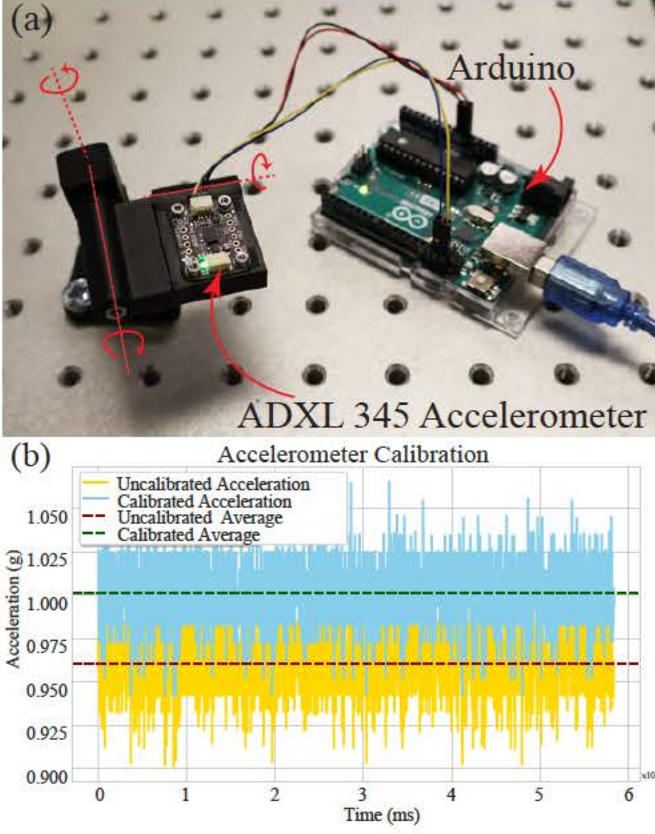 (a)
Arduino
ADXL 345 Accelerometer
(b)
Accelerometer Calibration
Uncalibrated Acceleration
Calibrated Acceleration
Uncalibrated Average
Calibrated Average
Acceleration (g)
1.050
1.025
1.000
0.975
0.950
0.925
0.900
0 1 2 3 4 5 6
Time (ms)